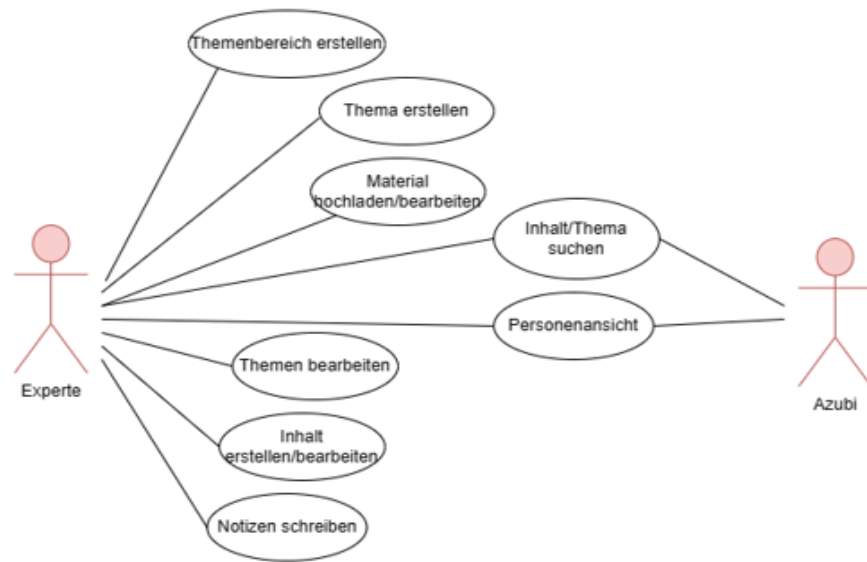 Themenbereich erstellen
Thema erstellen
Material
hochladen/bearbeiten
Inhalt/Thema
suchen
Personenansicht
Themen bearbeiten
Experte
Azubi
Inhalt
erstellen/bearbeiten
Notizen schreiben